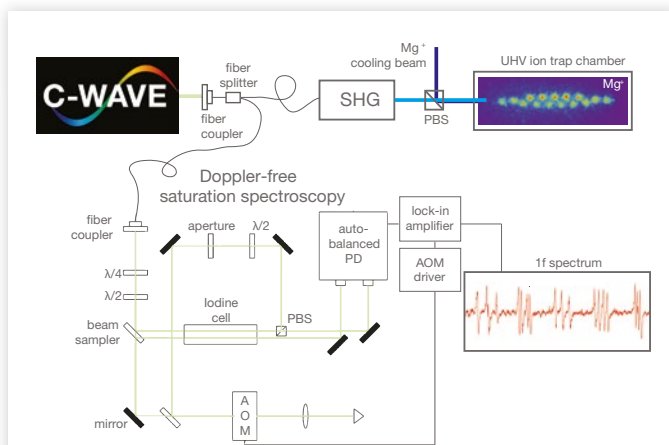 C-WAVE
fiber
splitter
fiber
coupler
SHG
Mg⁺
cooling beam
PBS
UHV ion trap chamber
Mg⁺
Doppler-free
saturation spectroscopy
fiber
coupler
aperture
λ/2
auto-
balanced
PD
lock-in
amplifier
AOM
driver
1f spectrum
λ/4
λ/2
Iodine
cell
PBS
beam
sampler
mirror
A
O
M